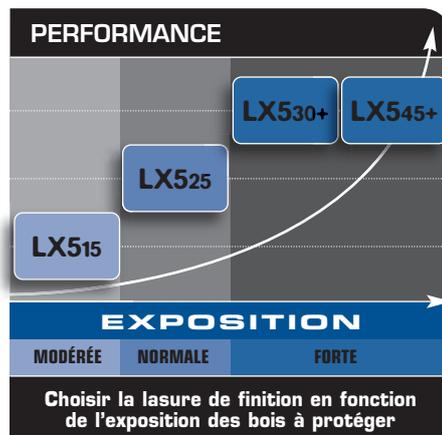 PERFORMANCE
LX530+ LX545+
LX525
LX515
EXPOSITION
MODÉRÉE NORMALE FORTE
Choisir la lasure de finition en fonction
de l'exposition des bois à protéger